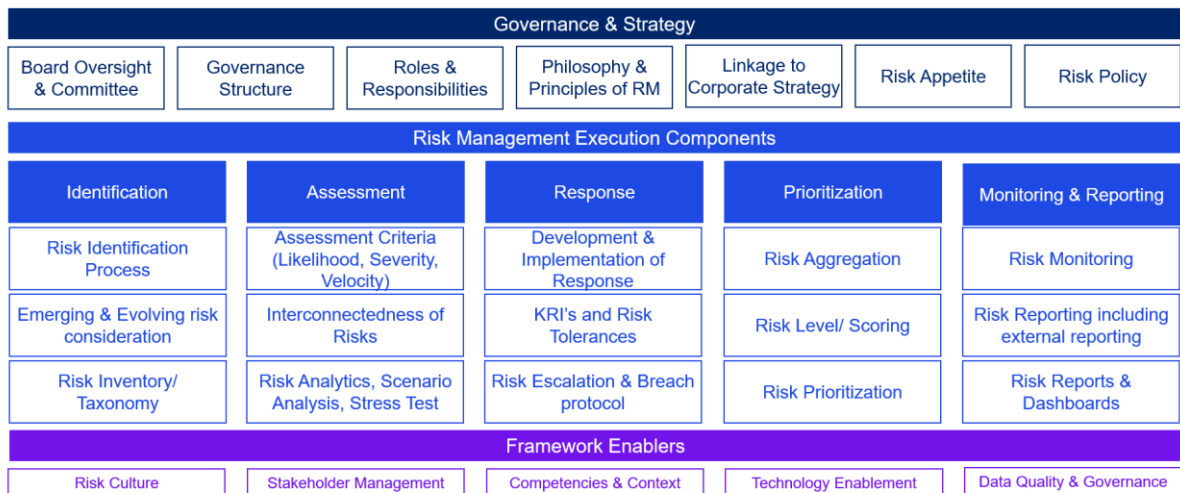 Governance & Strategy
Board Oversight
& Committee
Governance
Structure
Roles &
Responsibilities
Philosophy &
Principles of RM
Linkage to
Corporate Strategy
Risk Appetite
Risk Policy
Risk Management Execution Components
Identification
Assessment
Response
Prioritization
Monitoring & Reporting
Risk Identification
Process
Assessment Criteria
(Likelihood, Severity,
Velocity)
Development &
Implementation of
Response
Risk Aggregation
Risk Monitoring
Emerging & Evolving risk
consideration
Interconnectedness of
Risks
KRI's and Risk
Tolerances
Risk Level/ Scoring
Risk Reporting including
external reporting
Risk Inventory/
Taxonomy
Risk Analytics, Scenario
Analysis, Stress Test
Risk Escalation & Breach
protocol
Risk Prioritization
Risk Reports &
Dashboards
Framework Enablers
Risk Culture
Stakeholder Management
Competencies & Context
Technology Enablement
Data Quality & Governance